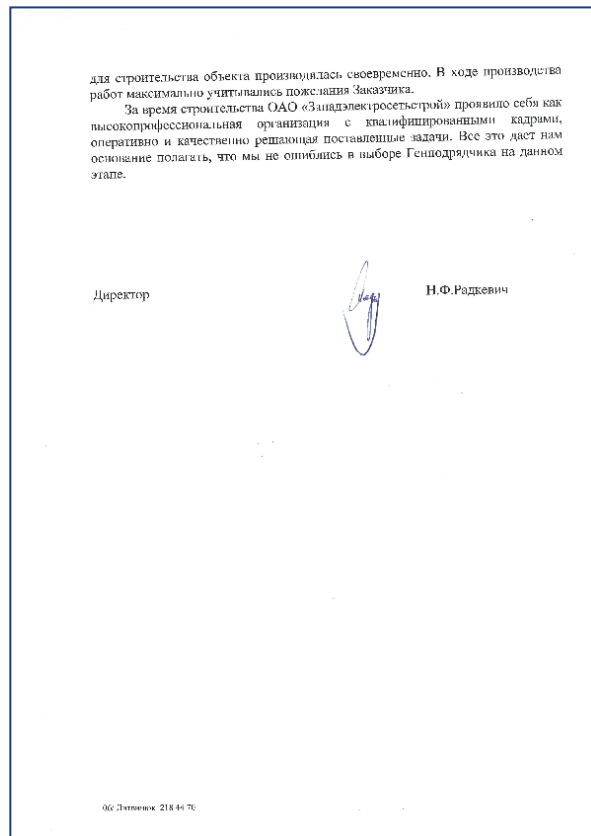 для строительства объекта производилась своевременно. В ходе производства
работ максимально учитывались пожелания Заказчика.
За время строительства ОАО «Западэлектросетьстрой» проявило себя как
высокопрофессиональная организация с квалифицированными кадрами,
оперативно и качественно решающая поставленные задачи. Все это дает нам
основание полагать, что мы не ошиблись в выборе Генподрядчика на данном
этапе.
Директор
Н.Ф.Радкевич
Литвинюк 218 44 70